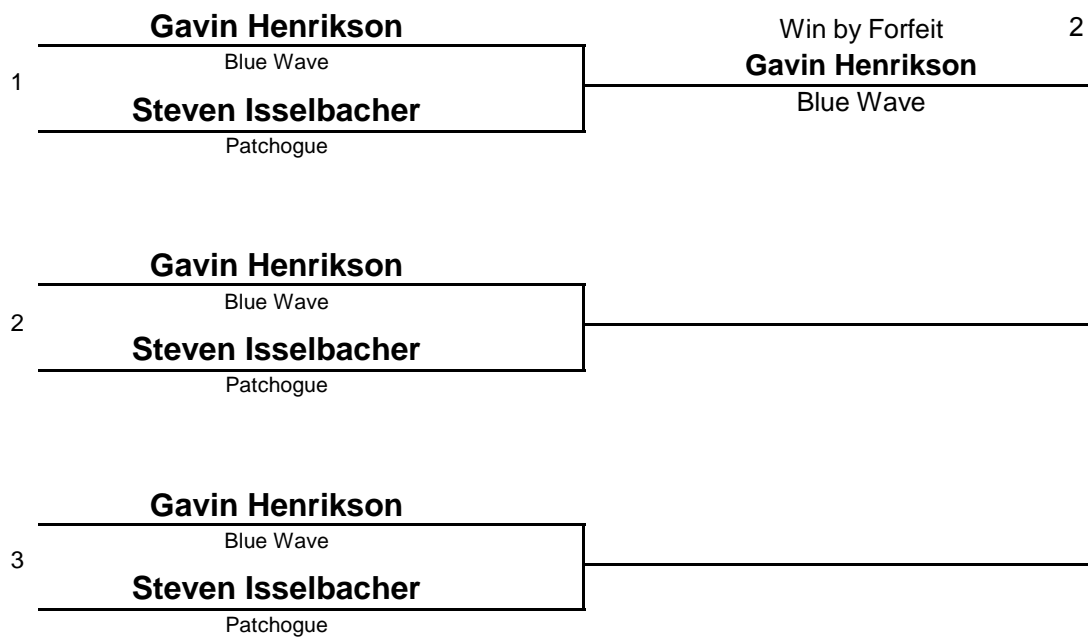 Gavin Henrikson
Blue Wave
1
Steven Isselbacher
Patchogue
Win by Forfeit 2
Gavin Henrikson
Blue Wave
Gavin Henrikson
Blue Wave
2
Steven Isselbacher
Patchogue
Gavin Henrikson
Blue Wave
3
Steven Isselbacher
Patchogue